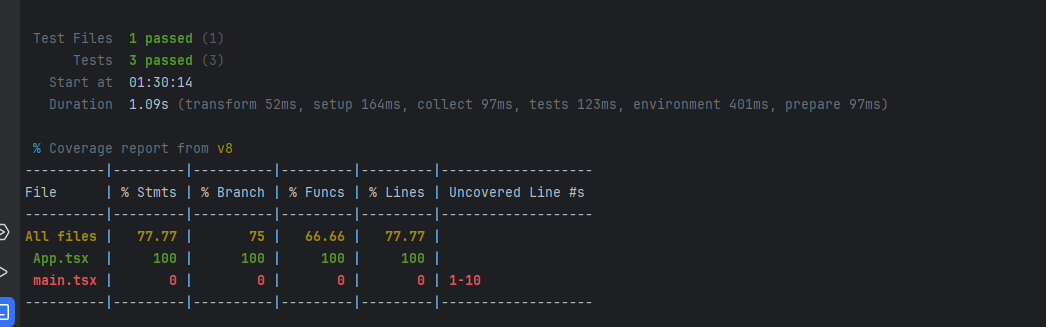 Test Files  1 passed (1)
Tests  3 passed (3)
Start at  01:30:14
Duration  1.09s (transform 52ms, setup 164ms, collect 97ms, tests 123ms, environment 401ms, prepare 97ms)
% Coverage report from v8
----------|---------|----------|---------|---------|-------------------
File      | % Stmts | % Branch | % Funcs | % Lines | Uncovered Line #s
----------|---------|----------|---------|---------|-------------------
All files |   77.77 |       75 |   66.66 |   77.77 |
 App.tsx  |     100 |      100 |     100 |     100 |
 main.tsx |       0 |        0 |       0 |       0 | 1-10
----------|---------|----------|---------|---------|-------------------